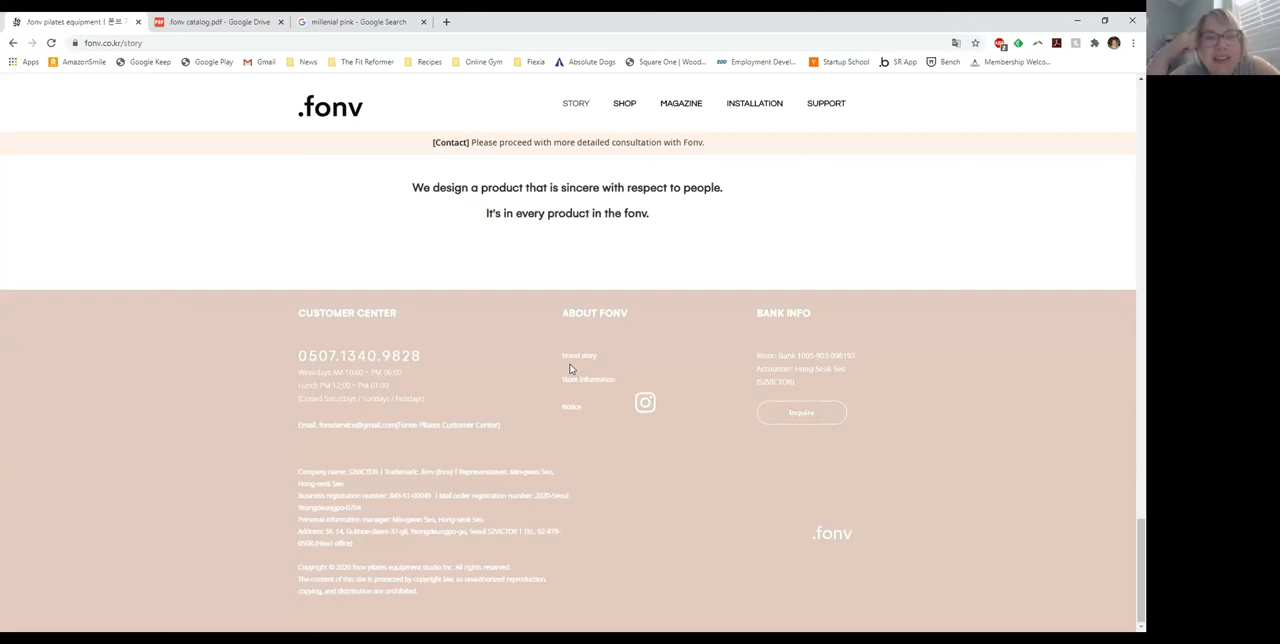 .fonv pilates equipment | 폰브
.fonv catalog.pdf - Google Drive
millenial pink - Google Search
fonv.co.kr/story
Apps AmazonSmile Google Keep Google Play Gmail News The Fit Reformer Recipes Online Gym Flexia Absolute Dogs Square One | Wood... Employment Devel... Startup School SR App Bench Membership Welco...
.fonv STORY SHOP MAGAZINE INSTALLATION SUPPORT
[Contact] Please proceed with more detailed consultation with Fonv.
We design a product that is sincere with respect to people.
It's in every product in the fonv.
CUSTOMER CENTER
0507.1340.9828
Weekdays AM 10:00 ~ PM 06:00
Lunch PM 12:00 ~ PM 01:00
[Closed Saturdays / Sundays / holidays]
Email. fonvservice@gmail.com(Fonve Pilates Customer Center)
ABOUT FONV
brand story
Store Information
Notice
BANK INFO
Woori Bank 1005-903-096195
Accounter: Hong-Seok Seo
(S2VICTOR)
Inquire
Company name: S2VICTOR | Trademark: .fonv (fonv) | Representatives: Min-geun Seo,
Hong-seok Seo
Business registration number: 843-51-00049 | Mail order registration number: 2020-Seoul
Yeongdeungpo-0704
Personal information manager: Min-geun Seo, Hong-seok Seo
Address: 5F, 14, Gukhoe-daero 37-gil, Yeongdeungpo-gu, Seoul S2VICTOR | TEL: 02-879-
0508 (Head office)
Copyright © 2020 fonv pilates equipment studio Inc. All rights reserved.
The content of this site is protected by copyright law, so unauthorized reproduction,
copying, and distribution are prohibited.
.fonv